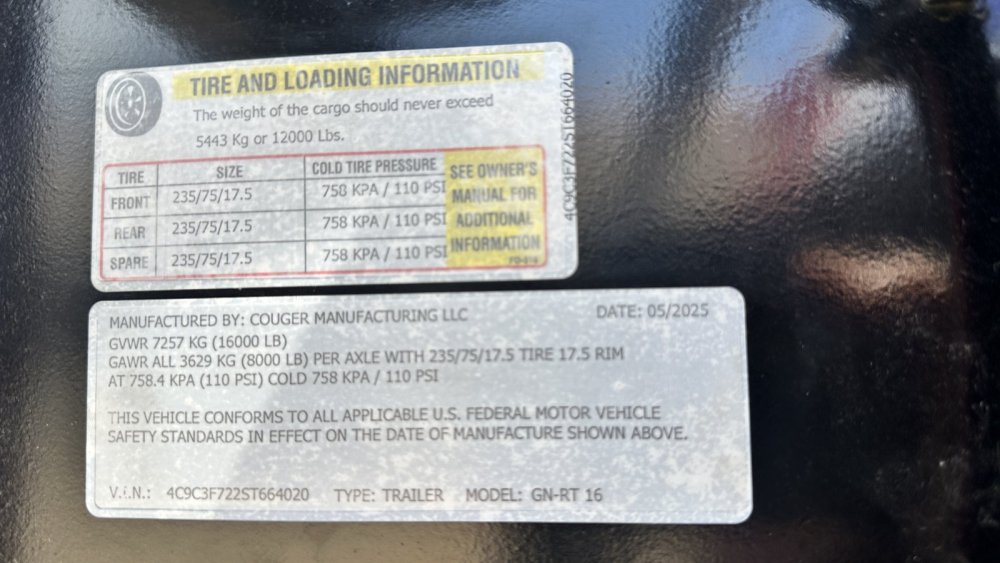 TIRE AND LOADING INFORMATION
The weight of the cargo should never exceed
5443 Kg or 12000 Lbs.
TIRE SIZE COLD TIRE PRESSURE SEE OWNER'S
FRONT 235/75/17.5 758 KPA / 110 PSI MANUAL FOR
REAR 235/75/17.5 758 KPA / 110 PSI ADDITIONAL
SPARE 235/75/17.5 758 KPA / 110 PSI INFORMATION
4C9C3F722ST664020
MANUFACTURED BY: COUGER MANUFACTURING LLC DATE: 05/2025
GVWR 7257 KG (16000 LB)
GAWR ALL 3629 KG (8000 LB) PER AXLE WITH 235/75/17.5 TIRE 17.5 RIM
AT 758.4 KPA (110 PSI) COLD 758 KPA / 110 PSI
THIS VEHICLE CONFORMS TO ALL APPLICABLE U.S. FEDERAL MOTOR VEHICLE
SAFETY STANDARDS IN EFFECT ON THE DATE OF MANUFACTURE SHOWN ABOVE.
V.I.N.: 4C9C3F722ST664020 TYPE: TRAILER MODEL: GN-RT 16